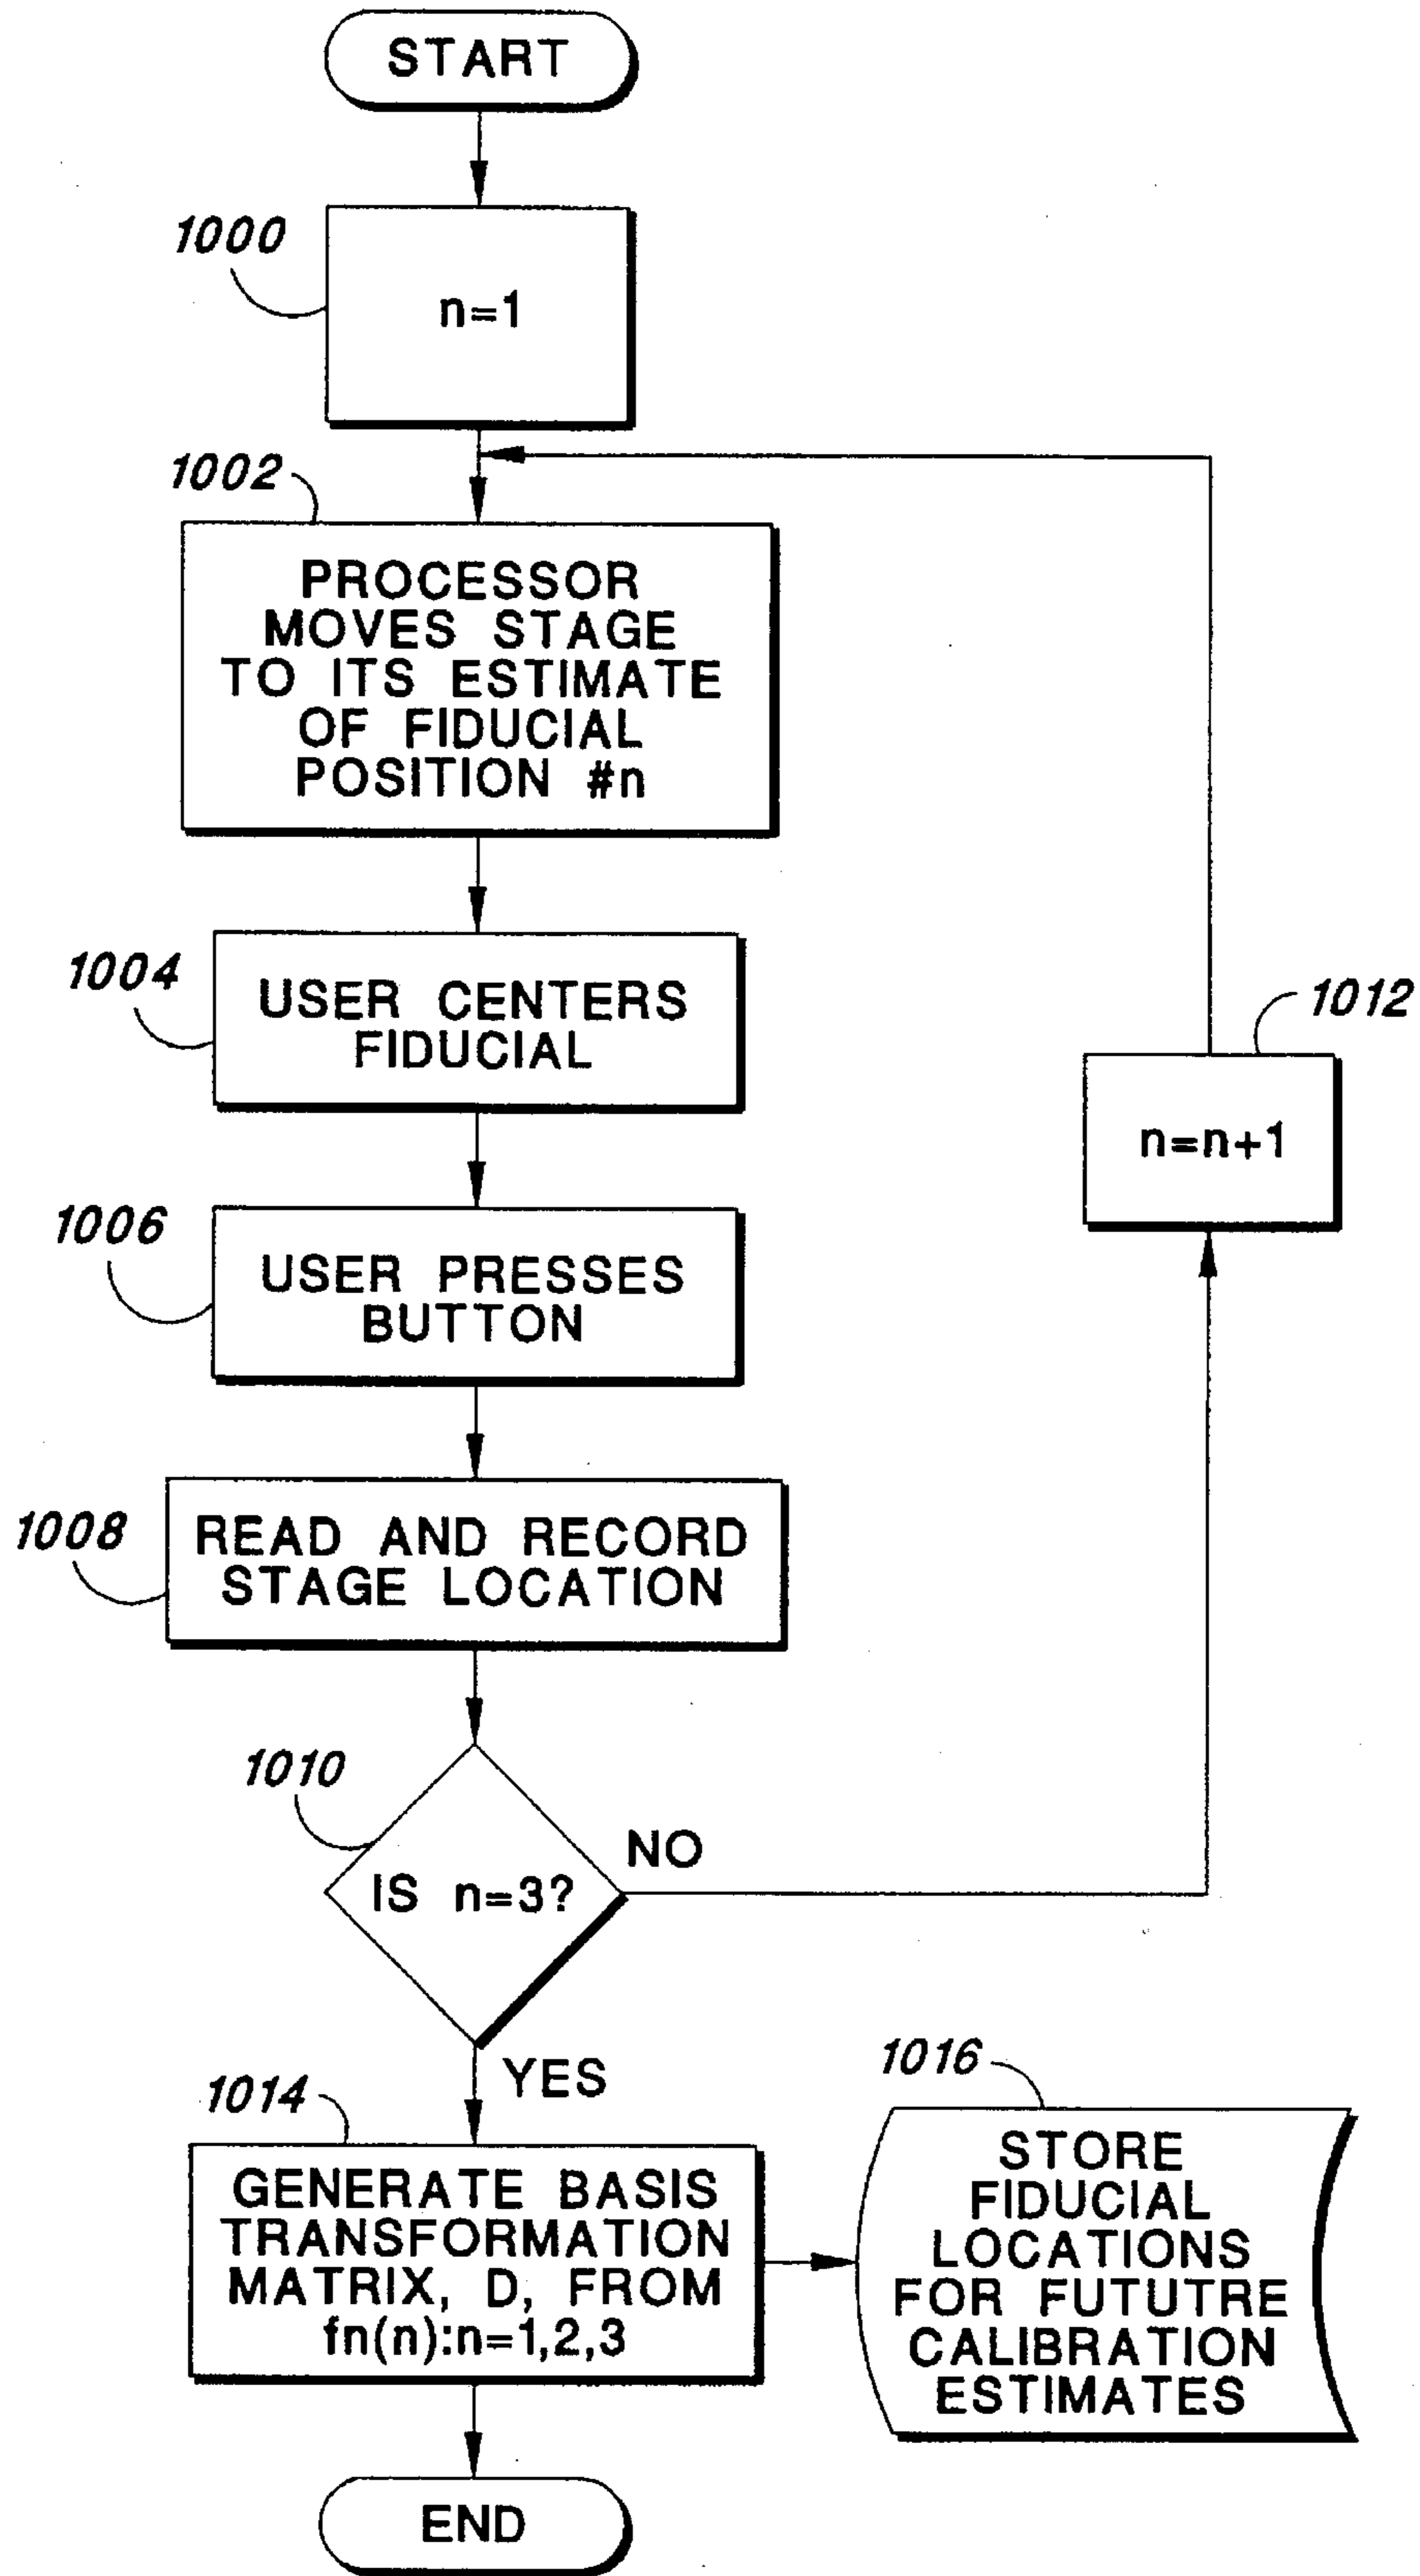 START
1000
n=1
1002
PROCESSOR
MOVES STAGE
TO ITS ESTIMATE
OF FIDUCIAL
POSITION #n
1004
USER CENTERS
FIDUCIAL
1012
n=n+1
1006
USER PRESSES
BUTTON
1008
READ AND RECORD
STAGE LOCATION
1010
IS n=3?
NO
YES
1014
GENERATE BASIS
TRANSFORMATION
MATRIX, D, FROM
fn(n):n=1,2,3
1016
STORE
FIDUCIAL
LOCATIONS
FOR FUTUTRE
CALIBRATION
ESTIMATES
END